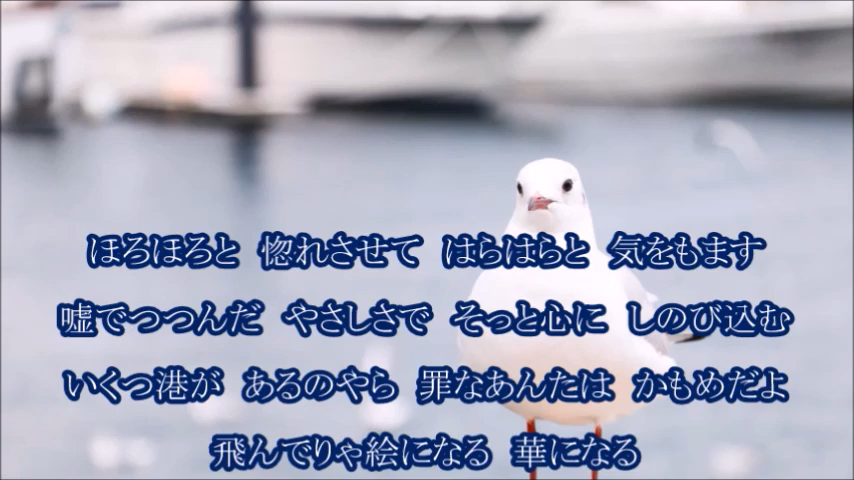 ほろほろと　惚れさせて　はらはらと　気をもます
嘘でつつんだ　やさしさで　そっと心に　しのび込む
いくつ港が　あるのやら　罪なあんたは　かもめだよ
飛んでりゃ絵になる　華になる